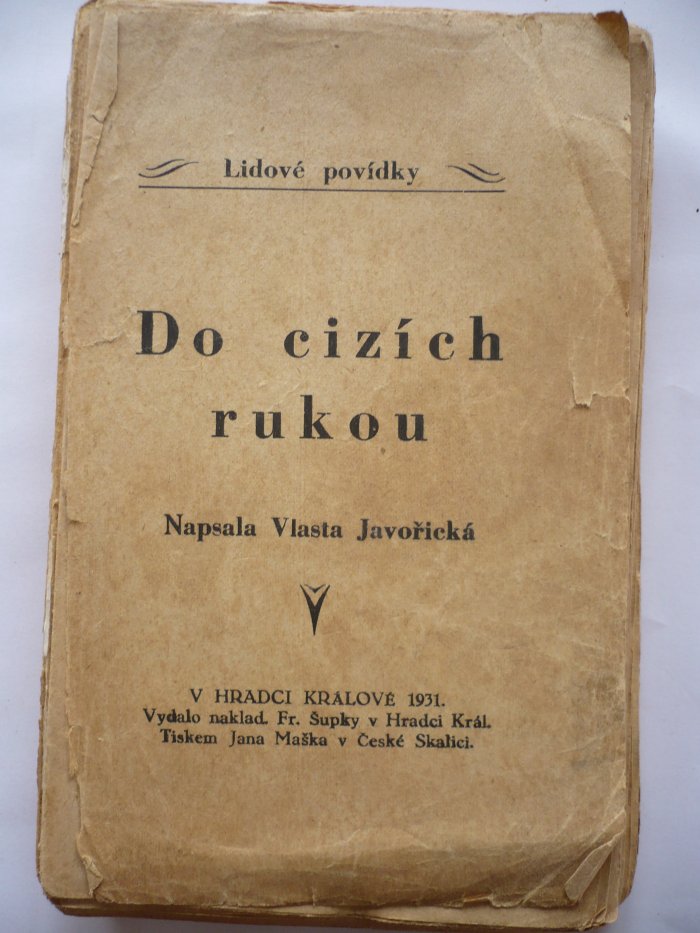 Lidové povídky
Do cizích
rukou
Napsala Vlasta Javořická
V HRADCI KRÁLOVÉ 1931.
Vydalo naklad. Fr. Šupky v Hradci Král.
Tiskem Jana Maška v České Skalici.